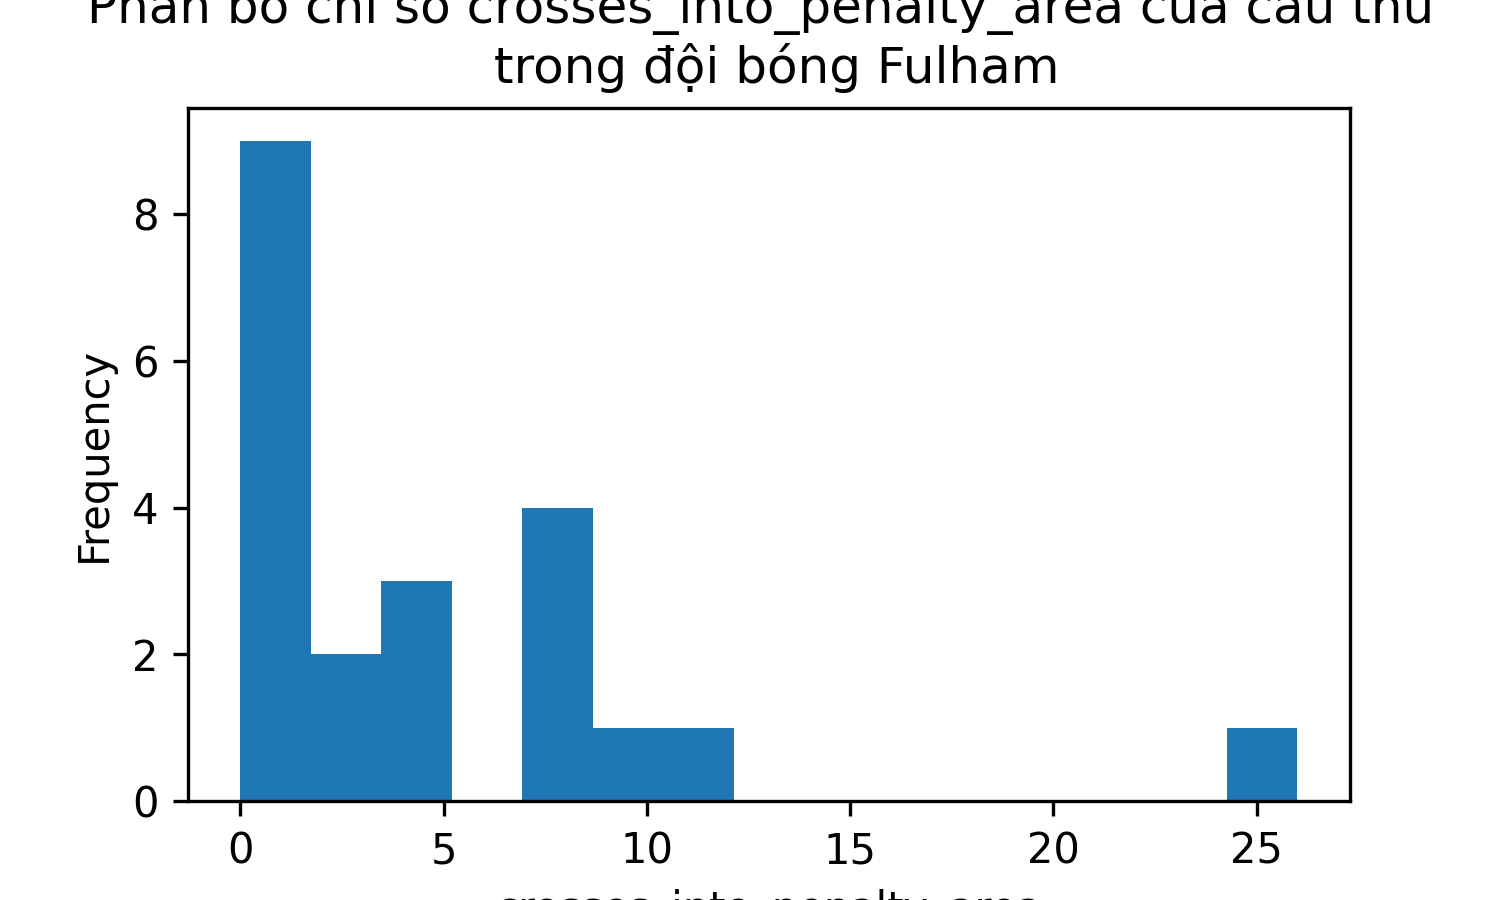 Phân bố chỉ số crosses_into_penalty_area của cầu thủ
trong đội bóng Fulham
Frequency
8
6
4
2
0
0 5 10 15 20 25
crosses_into_penalty_area